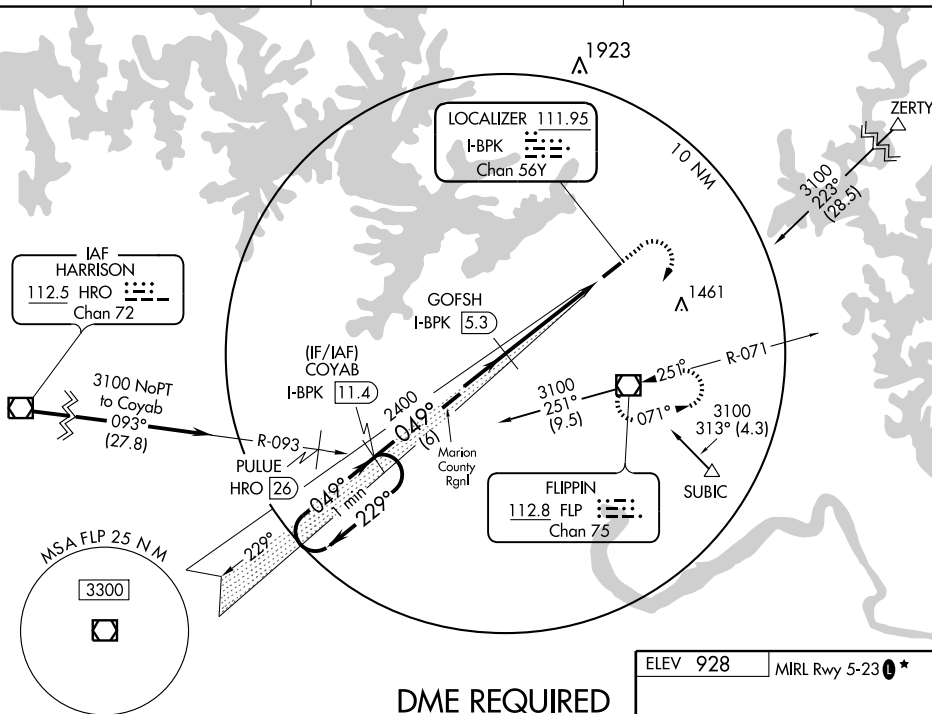 1923
LOCALIZER 111.95
I-BPK
Chan 56Y
ZERTY
10 NM
3100
223°
(28.5)
IAF
HARRISON
112.5 HRO
Chan 72
1461
GOFSH
I-BPK 5.3
(IF/IAF)
COYAB
I-BPK 11.4
3100 NoPT
to Coyab
093°
(27.8)
R-093
PULUE
HRO 26
2400
049°
(6)
Marion
County
Rgnl
3100
251°
(9.5)
251°
R-071
071°
3100
313° (4.3)
SUBIC
049°
1 min
229°
229°
FLIPPIN
112.8 FLP
Chan 75
MSA FLP 25 NM
3300
DME REQUIRED
ELEV 928
MIRL Rwy 5-23 L ★